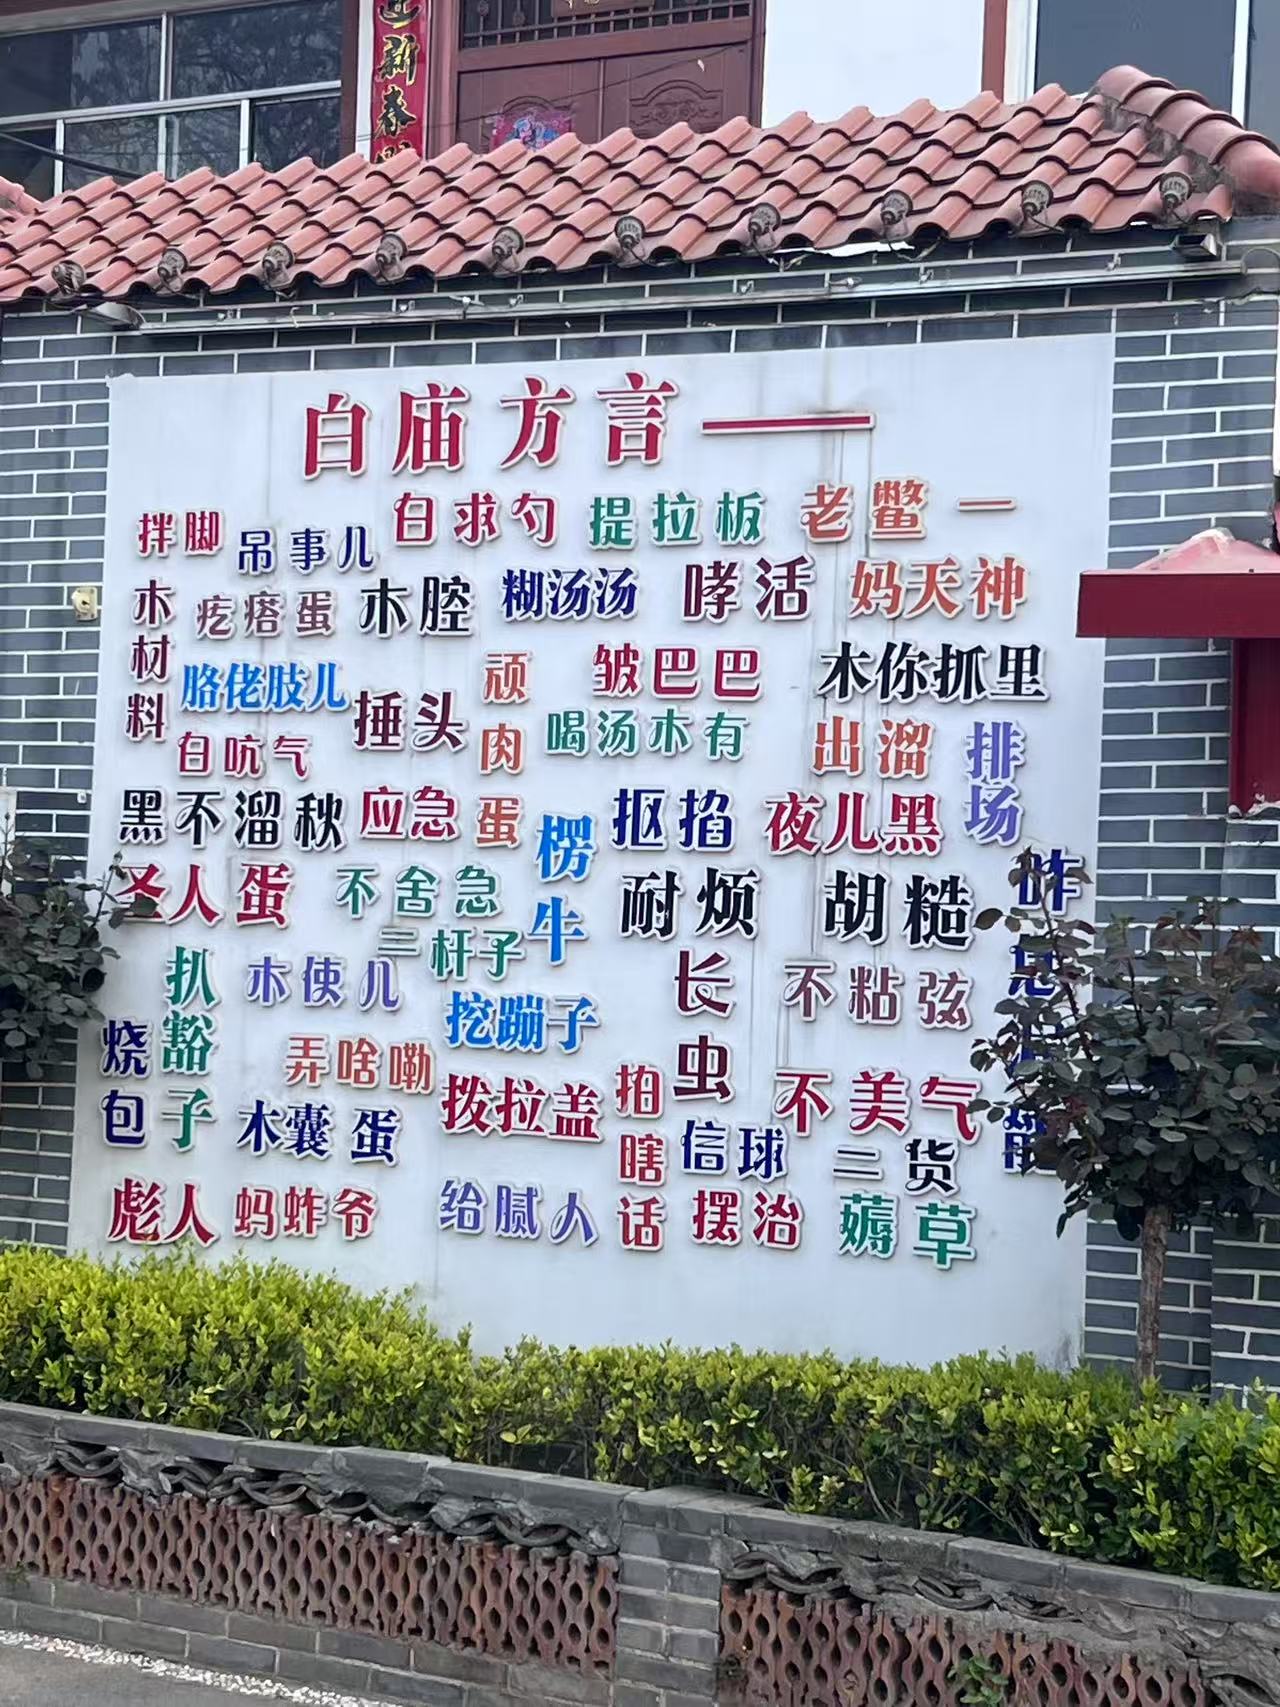 迎新春
白庙方言——
拌脚
吊事儿
白求勺
提拉板
老鳖一
木材料
疙瘩蛋
木腔
糊汤汤
哮活
妈天神
胳佬肢儿
捶头
顽肉蛋
皱巴巴
木你抓里
白吭气
喝汤木有
出溜
排场
黑不溜秋
应急
楞牛
抠掐
夜儿黑
圣人蛋
不舍急
耐烦
胡糙
二杆子
扒豁子
木使儿
挖蹦子
长虫
不粘弦
烧包
弄啥嘞
木囊蛋
拨拉盖
拍瞎话
信球
不美气
二货
彪人
蚂蚱爷
给腻人
摆治
薅草